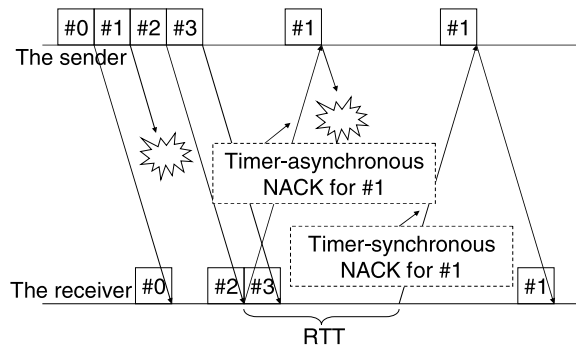 #0 #1 #2 #3 #1 #1
The sender
Timer-asynchronous
NACK for #1
Timer-synchronous
NACK for #1
The receiver #0 #2 #3 #1
RTT